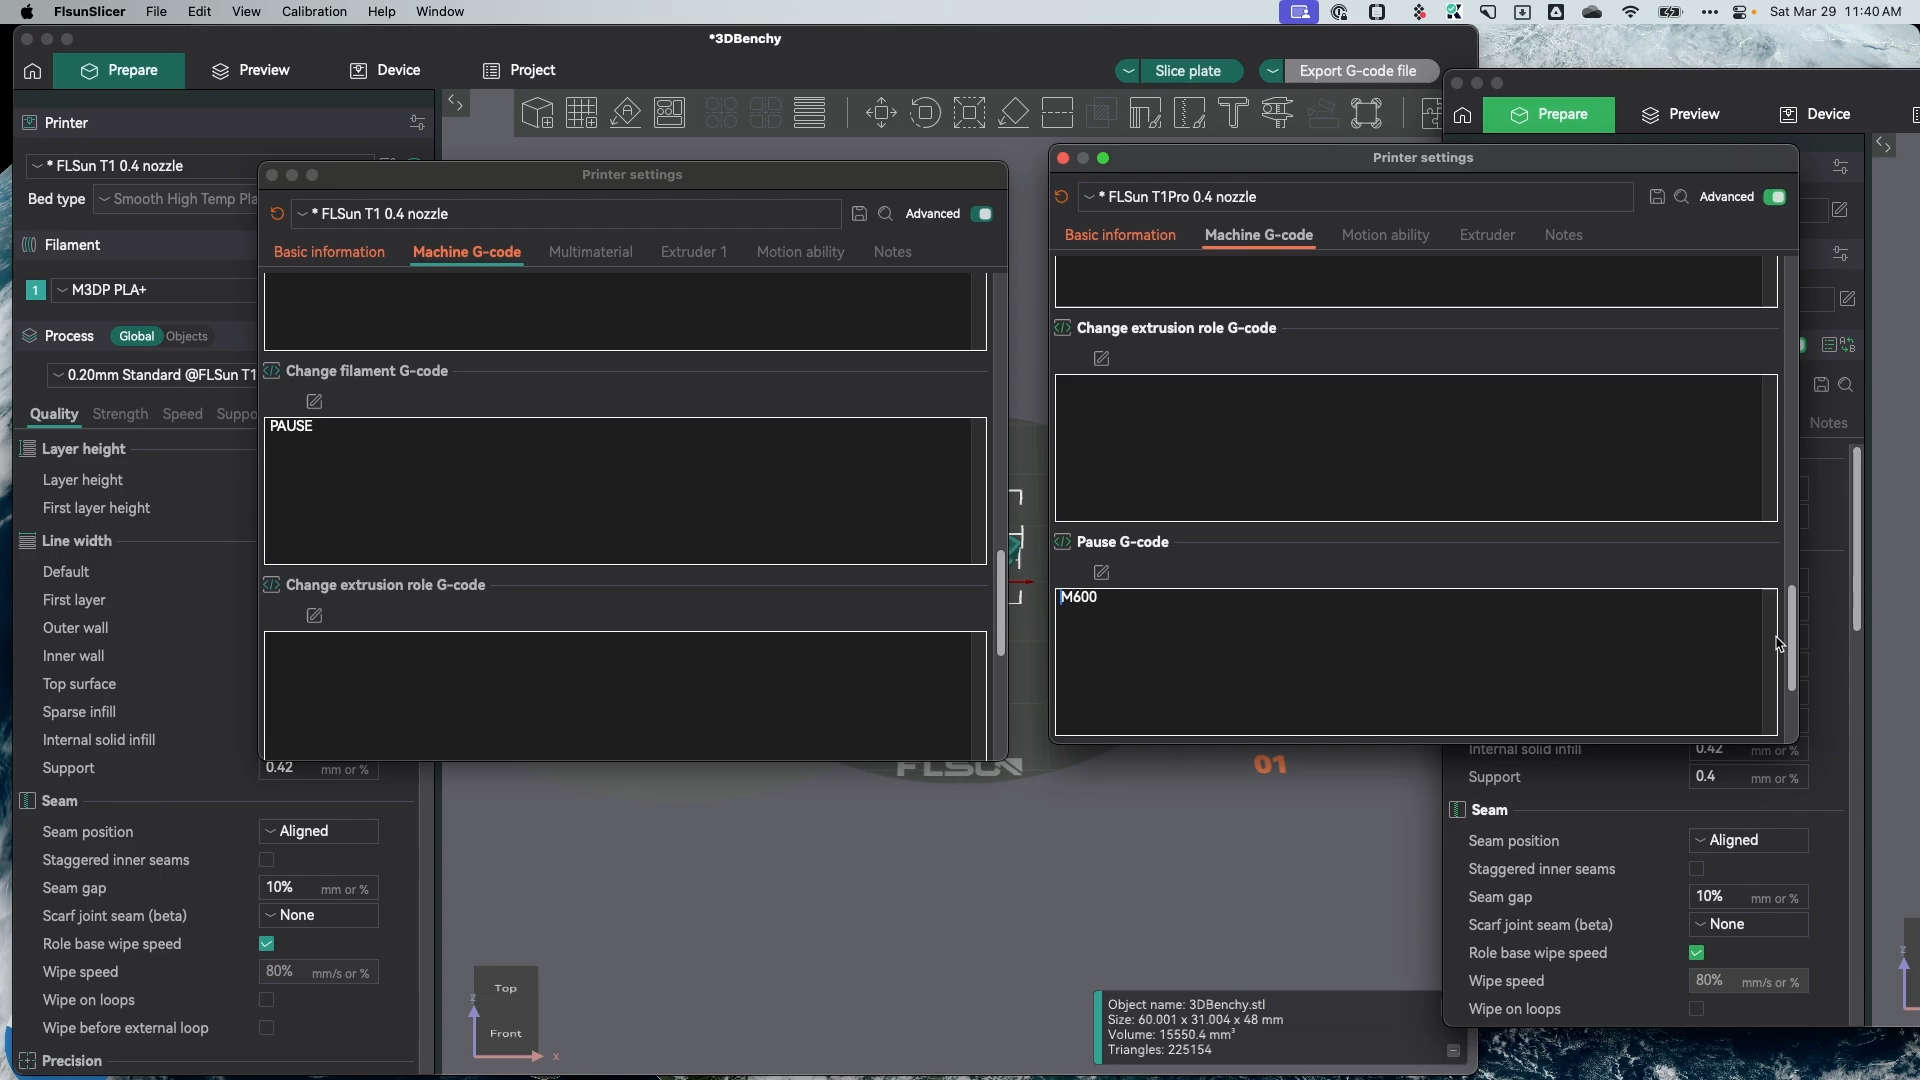 FlsunSlicer File Edit View Calibration Help Window
Sat Mar 29 11:40 AM
*3DBenchy
Prepare Preview Device Project
Slice plate Export G-code file
Printer
* FLSun T1 0.4 nozzle
Bed type Smooth High Temp Pla
Filament
1 M3DP PLA+
Process Global Objects
0.20mm Standard @FLSun T1
Quality Strength Speed Suppo
Layer height
Layer height
First layer height
Line width
Default
First layer
Outer wall
Inner wall
Top surface
Sparse infill
Internal solid infill
Support 0.42 mm or %
Seam
Seam position Aligned
Staggered inner seams
Seam gap 10% mm or %
Scarf joint seam (beta) None
Role base wipe speed
Wipe speed 80% mm/s or %
Wipe on loops
Wipe before external loop
Precision
Printer settings
* FLSun T1 0.4 nozzle
Advanced
Basic information Machine G-code Multimaterial Extruder 1 Motion ability Notes
Change filament G-code
PAUSE
Change extrusion role G-code
Printer settings
* FLSun T1Pro 0.4 nozzle
Advanced
Basic information Machine G-code Motion ability Extruder Notes
Change extrusion role G-code
Pause G-code
M600
Prepare Preview Device
Notes
Internal solid infill 0.42 mm or %
Support 0.4 mm or %
Seam
Seam position Aligned
Staggered inner seams
Seam gap 10% mm or %
Scarf joint seam (beta) None
Role base wipe speed
Wipe speed 80% mm/s or %
Wipe on loops
FLSUN
01
Top
Front
z
x
Object name: 3DBenchy.stl
Size: 60.001 x 31.004 x 48 mm
Volume: 15550.4 mm³
Triangles: 225154
z